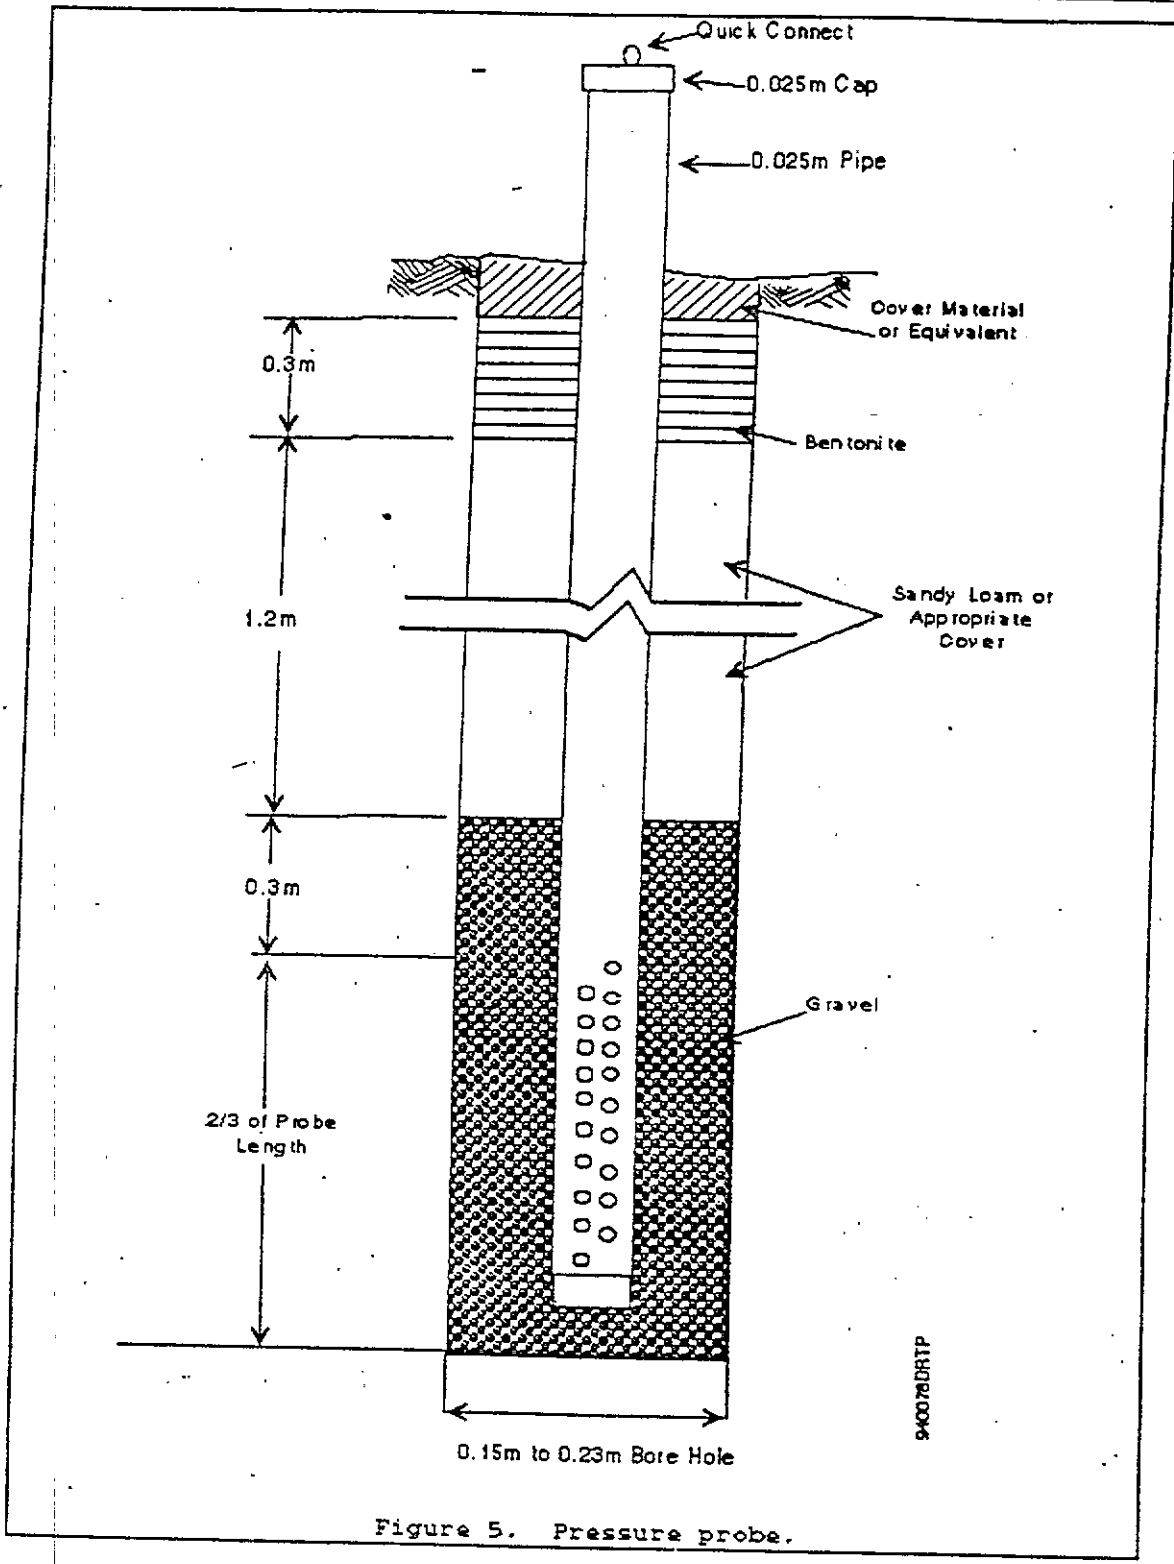 Quick Connect
0.025m Cap
0.025m Pipe
Cover Material
or Equivalent
0.3m
Bentonite
1.2m
Sandy Loam or
Appropriate
Cover
0.3m
Gravel
2/3 of Probe
Length
940078DRTP
0.15m to 0.23m Bore Hole
Figure 5. Pressure probe.